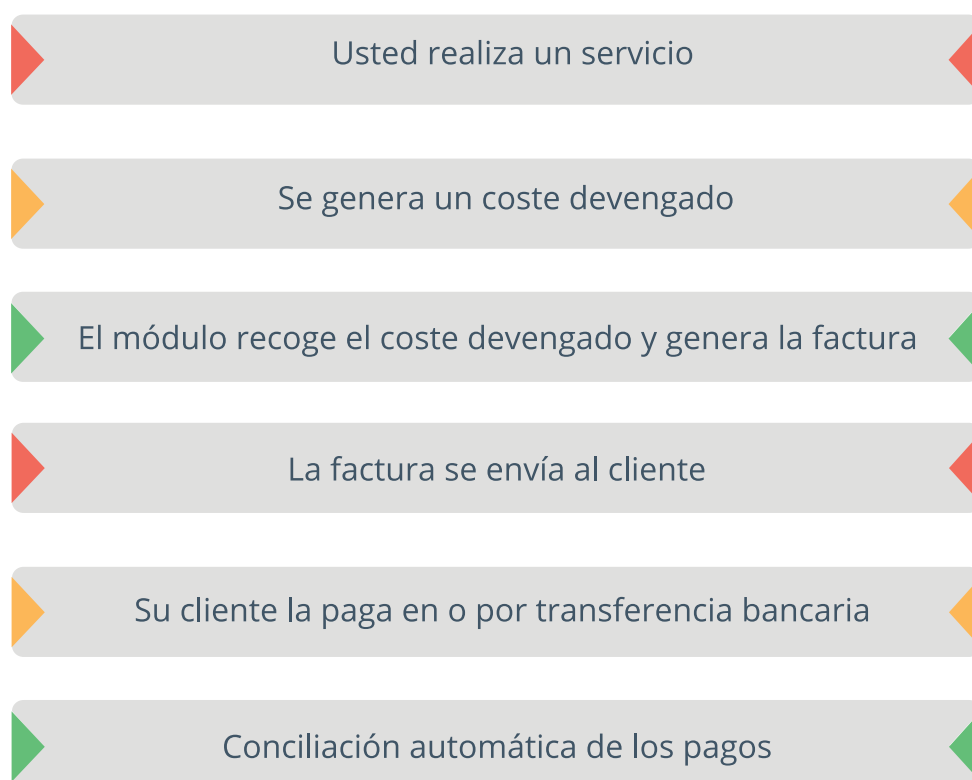 Usted realiza un servicio
Se genera un coste devengado
El módulo recoge el coste devengado y genera la factura
La factura se envía al cliente
Su cliente la paga en o por transferencia bancaria
Conciliación automática de los pagos